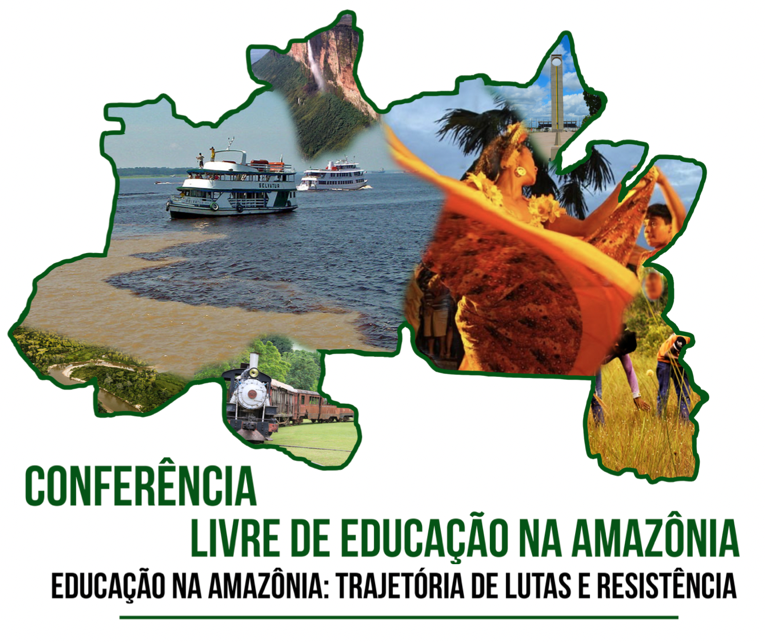 CONFERÊNCIA
LIVRE DE EDUCAÇÃO NA AMAZÔNIA
EDUCAÇÃO NA AMAZÔNIA: TRAJETÓRIA DE LUTAS E RESISTÊNCIA